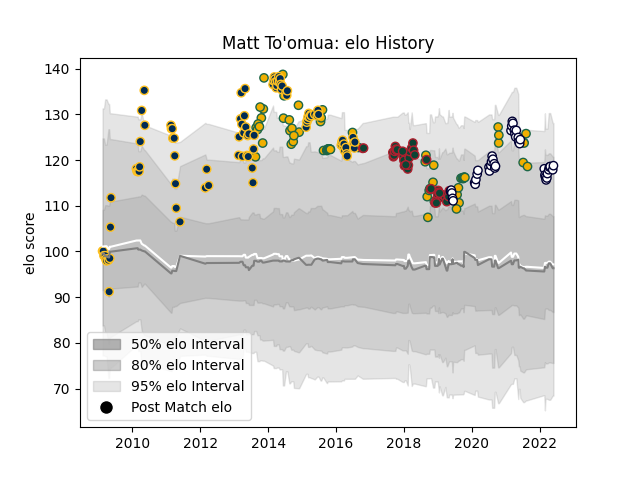 Matt To'omua: elo History
elo score
140
130
120
110
100
90
80
70
50% elo Interval
80% elo Interval
95% elo Interval
Post Match elo
2010 2012 2014 2016 2018 2020 2022